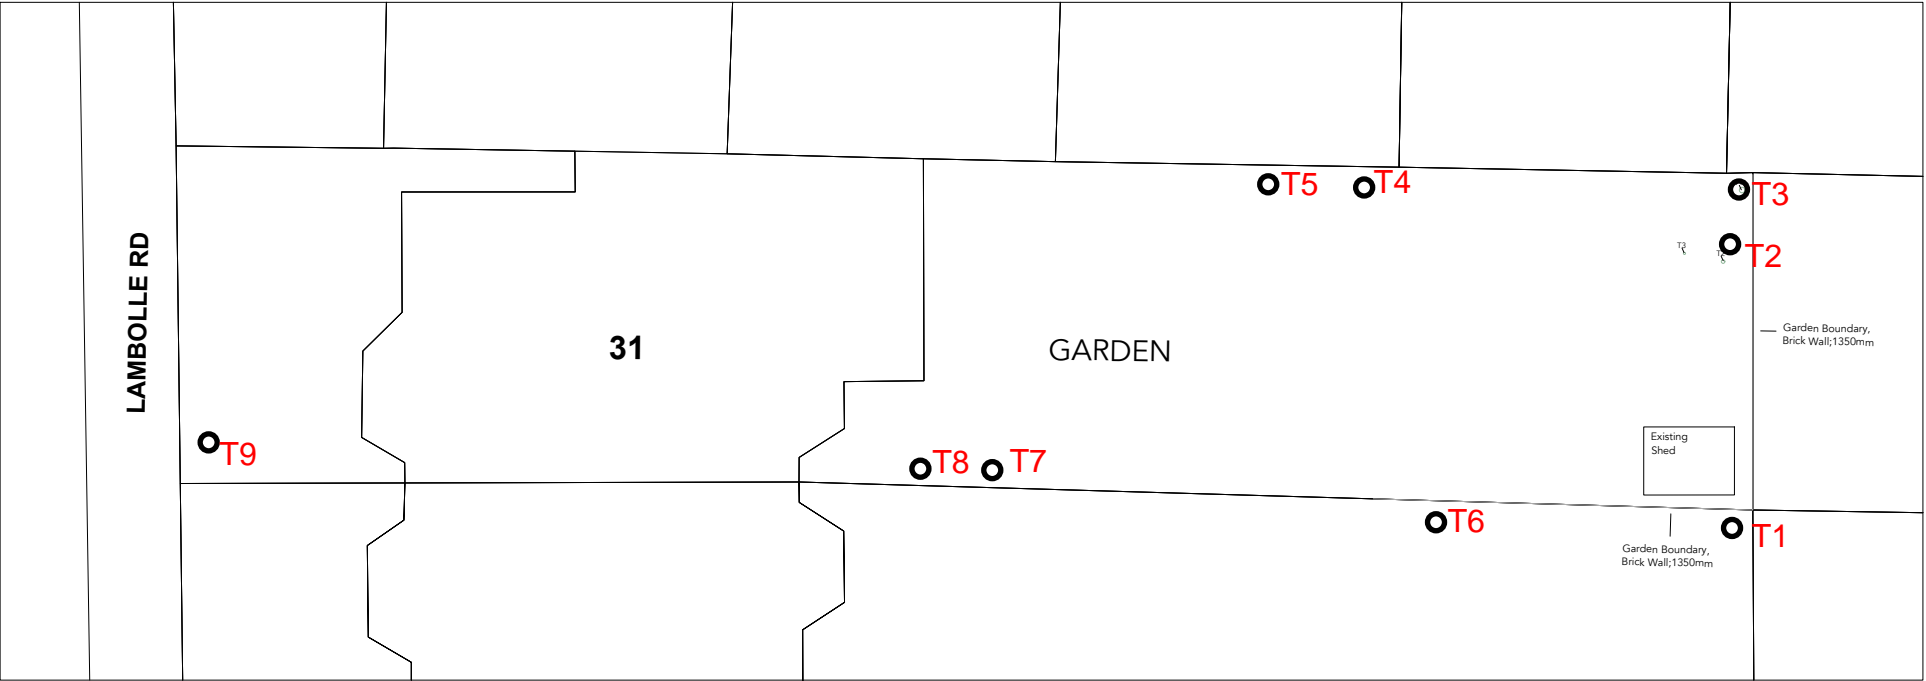 T5
T4
T3
T3
T2
LAMBOLLE RD
31
GARDEN
Garden Boundary,
Brick Wall;1350mm
T9
T8
T7
Existing
Shed
T6
T1
Garden Boundary,
Brick Wall;1350mm